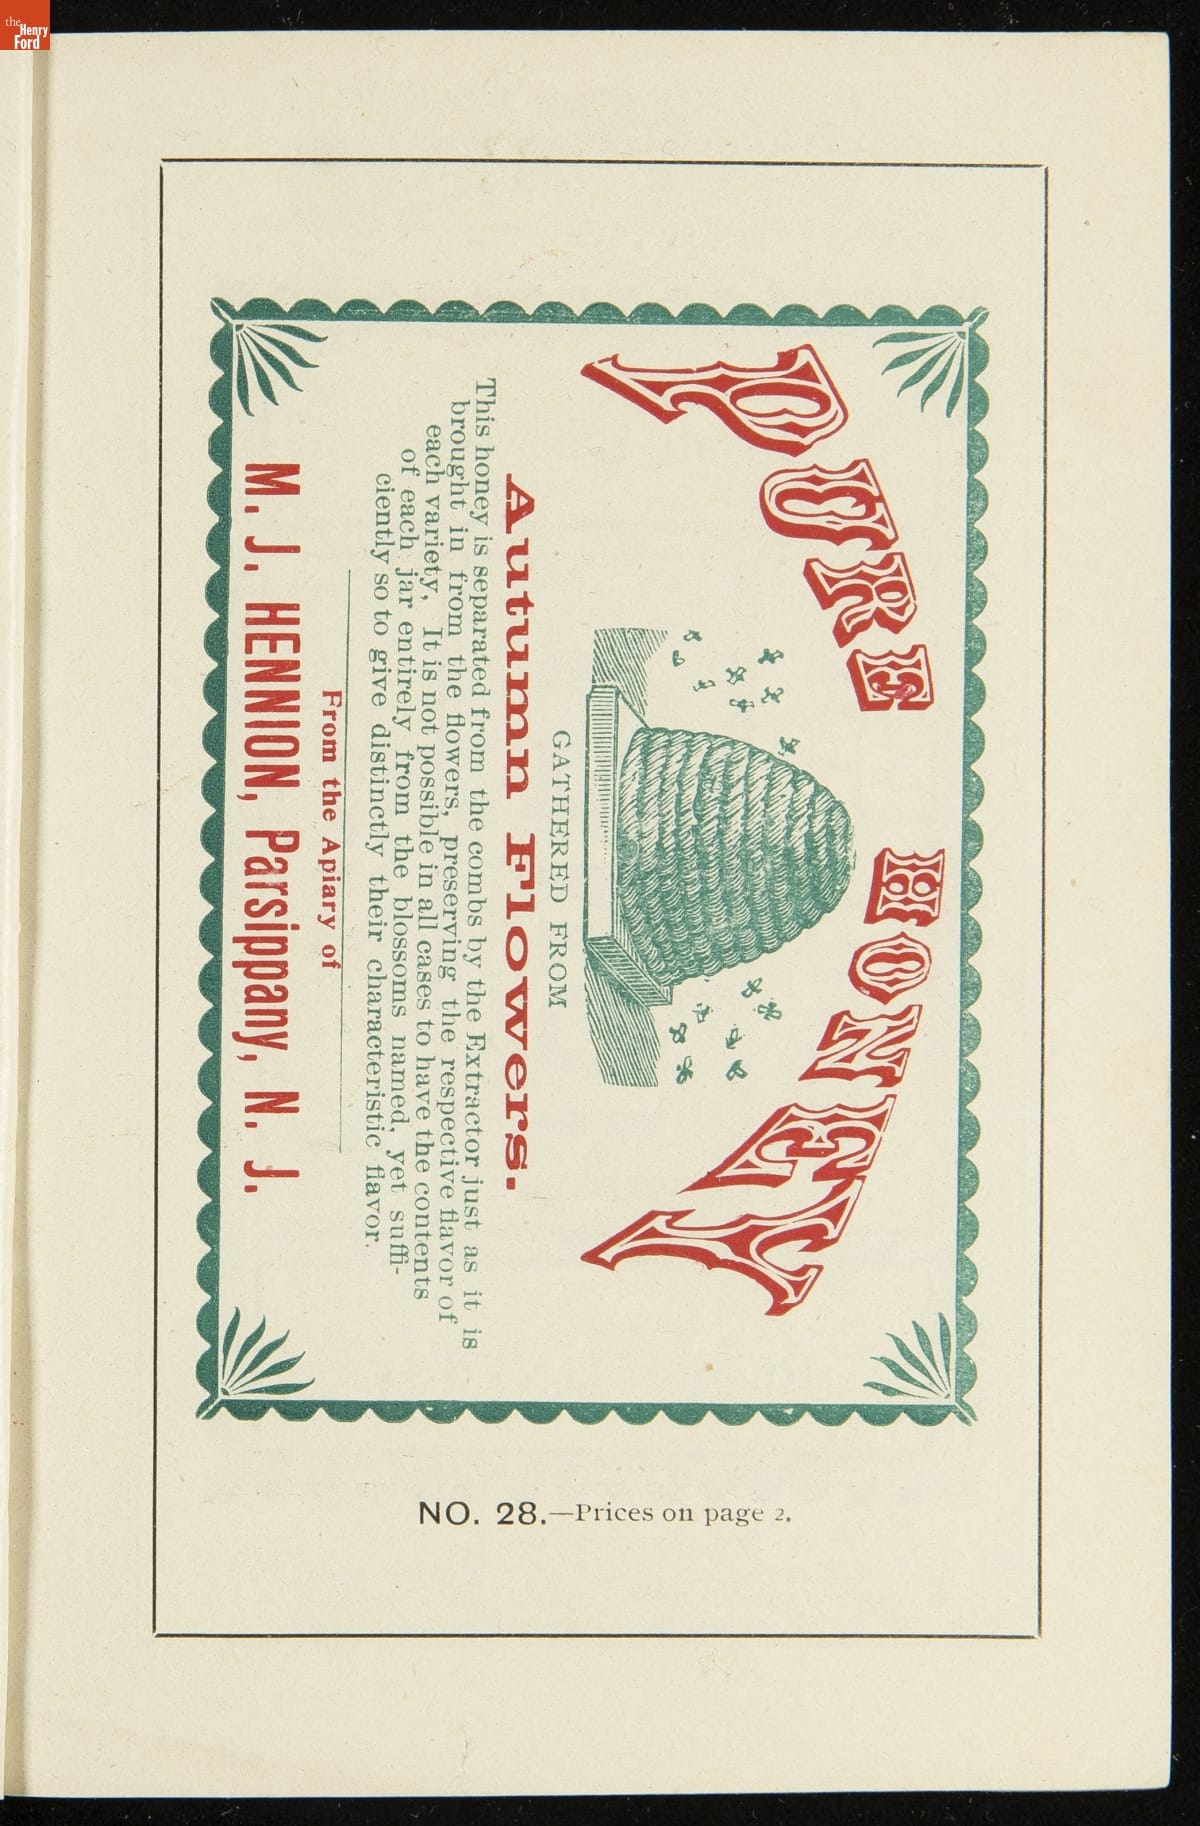 the
Henry
Ford
PURE HONEY
GATHERED FROM
Autumn Flowers.
This honey is separated from the combs by the Extractor just as it is
brought in from the flowers, preserving the respective flavor of
each variety, It is not possible in all cases to have the contents
of each jar entirely from the blossoms named, yet suffi-
ciently so to give distinctly their characteristic flavor.
From the Apiary of
M. J. HENNION, Parsippany, N. J.
NO. 28.—Prices on page 2.